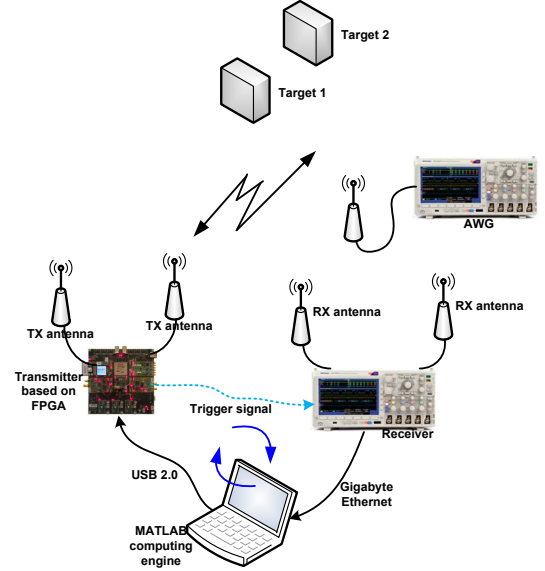 Target 2
Target 1
AWG
TX antenna
TX antenna
RX antenna
RX antenna
Transmitter
based on
FPGA
Trigger signal
Receiver
USB 2.0
Gigabyte
Ethernet
MATLAB
computing
engine